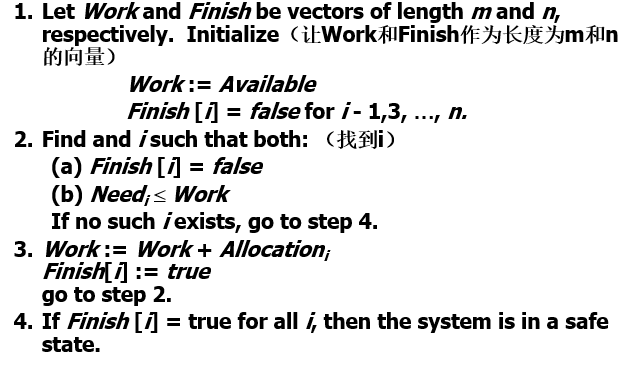 1. Let Work and Finish be vectors of length m and n,
respectively. Initialize（让Work和Finish作为长度为m和n
的向量）
Work := Available
Finish [i] = false for i - 1,3, …, n.
2. Find and i such that both: （找到i）
(a) Finish [i] = false
(b) Needi ≤ Work
If no such i exists, go to step 4.
3. Work := Work + Allocationi
Finish[i] := true
go to step 2.
4. If Finish [i] = true for all i, then the system is in a safe
state.